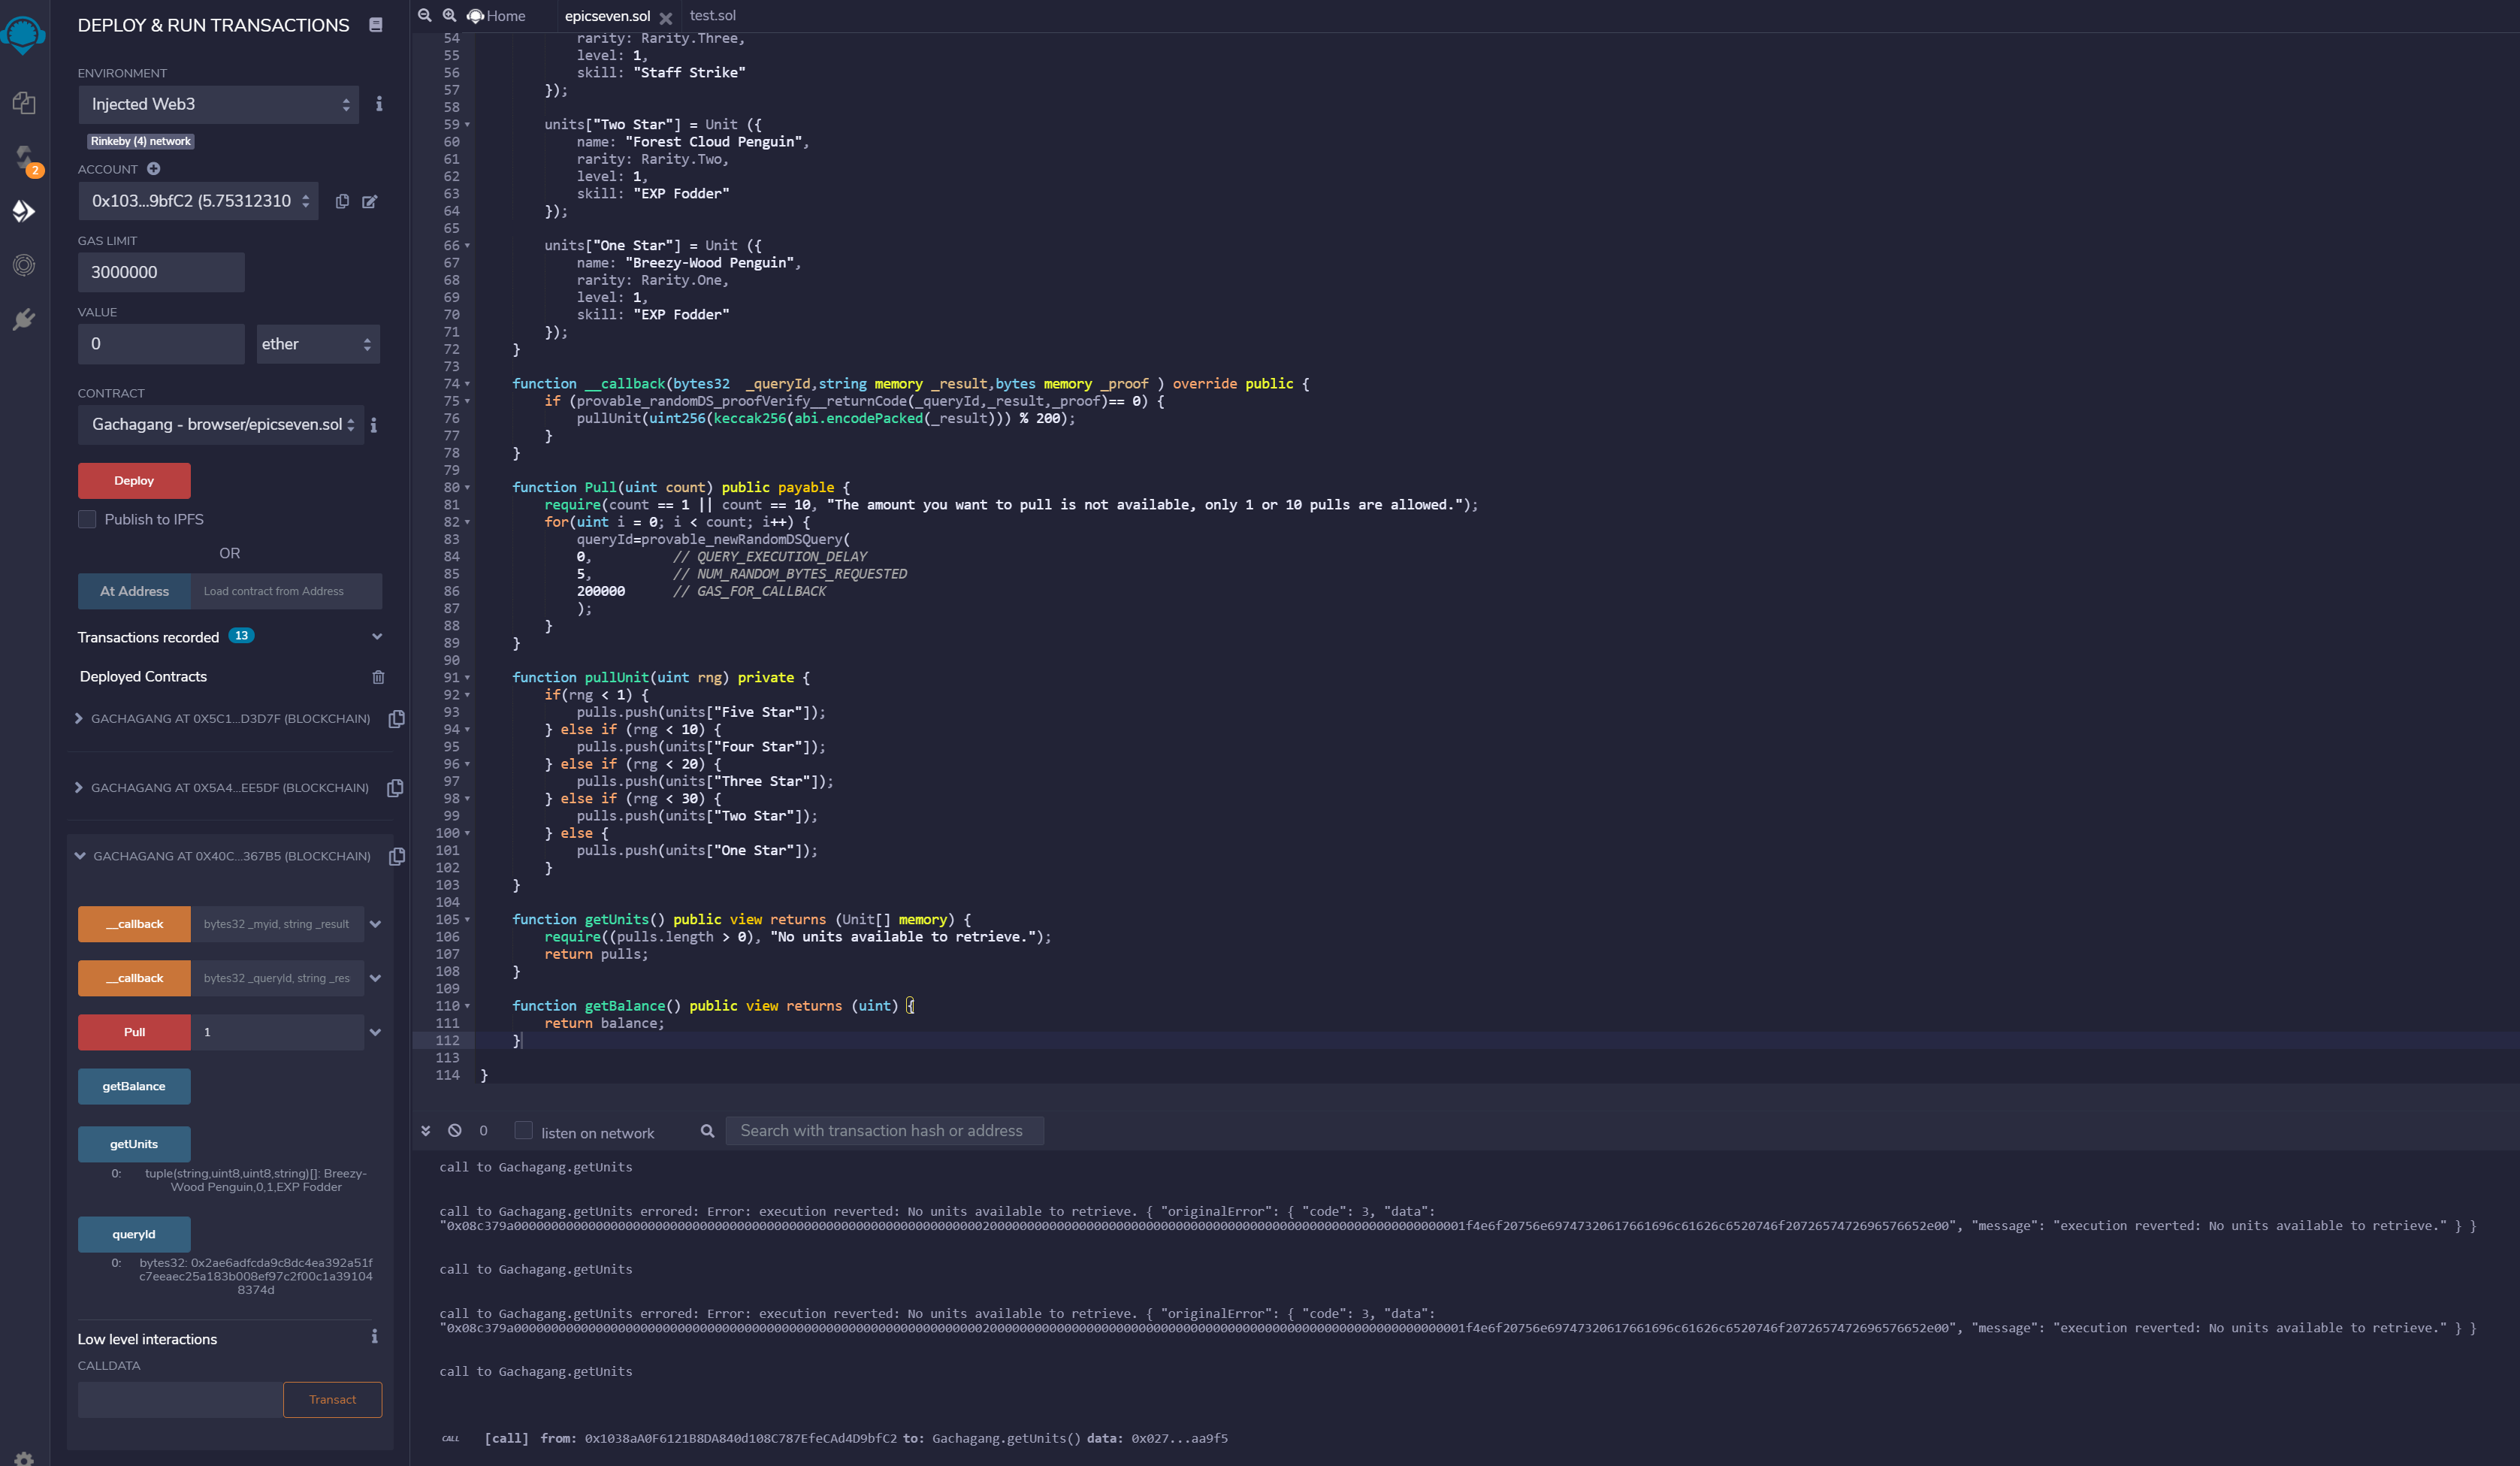 DEPLOY & RUN TRANSACTIONS
ENVIRONMENT
Injected Web3
Rinkeby (4) network
2
ACCOUNT
0x103...9bfC2 (5.75312310
GAS LIMIT
3000000
VALUE
0
ether
CONTRACT
Gachagang - browser/epicseven.sol
Deploy
Publish to IPFS
OR
At Address
Load contract from Address
Transactions recorded 13
Deployed Contracts
GACHAGANG AT 0X5C1...D3D7F (BLOCKCHAIN)
GACHAGANG AT 0X5A4...EE5DF (BLOCKCHAIN)
GACHAGANG AT 0X40C...367B5 (BLOCKCHAIN)
__callback
bytes32 _myid, string _result
__callback
bytes32 _queryId, string _res
Pull
1
getBalance
getUnits
0: tuple(string,uint8,uint8,string)[]: Breezy-
Wood Penguin,0,1,EXP Fodder
queryId
0: bytes32: 0x2ae6adfcda9c8dc4ea392a51f
c7eeaec25a183b008ef97c2f00c1a39104
8374d
Low level interactions
CALLDATA
Transact
Home
epicseven.sol
test.sol
54 rarity: Rarity.Three,
55 level: 1,
56 skill: "Staff Strike"
57 });
58
59 units["Two Star"] = Unit ({
60 name: "Forest Cloud Penguin",
61 rarity: Rarity.Two,
62 level: 1,
63 skill: "EXP Fodder"
64 });
65
66 units["One Star"] = Unit ({
67 name: "Breezy-Wood Penguin",
68 rarity: Rarity.One,
69 level: 1,
70 skill: "EXP Fodder"
71 });
72 }
73
74 function __callback(bytes32 _queryId,string memory _result,bytes memory _proof ) override public {
75 if (provable_randomDS_proofVerify__returnCode(_queryId,_result,_proof)== 0) {
76 pullUnit(uint256(keccak256(abi.encodePacked(_result))) % 200);
77 }
78 }
79
80 function Pull(uint count) public payable {
81 require(count == 1 || count == 10, "The amount you want to pull is not available, only 1 or 10 pulls are allowed.");
82 for(uint i = 0; i < count; i++) {
83 queryId=provable_newRandomDSQuery(
84 0, // QUERY_EXECUTION_DELAY
85 5, // NUM_RANDOM_BYTES_REQUESTED
86 200000 // GAS_FOR_CALLBACK
87 );
88 }
89 }
90
91 function pullUnit(uint rng) private {
92 if(rng < 1) {
93 pulls.push(units["Five Star"]);
94 } else if (rng < 10) {
95 pulls.push(units["Four Star"]);
96 } else if (rng < 20) {
97 pulls.push(units["Three Star"]);
98 } else if (rng < 30) {
99 pulls.push(units["Two Star"]);
100 } else {
101 pulls.push(units["One Star"]);
102 }
103 }
104
105 function getUnits() public view returns (Unit[] memory) {
106 require((pulls.length > 0), "No units available to retrieve.");
107 return pulls;
108 }
109
110 function getBalance() public view returns (uint) {
111 return balance;
112 }
113
114 }
0
listen on network
Search with transaction hash or address
call to Gachagang.getUnits
call to Gachagang.getUnits errored: Error: execution reverted: No units available to retrieve. { "originalError": { "code": 3, "data":
"message": "execution reverted: No units available to retrieve." } }
call to Gachagang.getUnits
call to Gachagang.getUnits errored: Error: execution reverted: No units available to retrieve. { "originalError": { "code": 3, "data":
"message": "execution reverted: No units available to retrieve." } }
call to Gachagang.getUnits
CALL [call] from: 0x1038aA0F6121B8DA840d108C787EfeCAd4D9bfC2 to: Gachagang.getUnits() data: 0x027...aa9f5